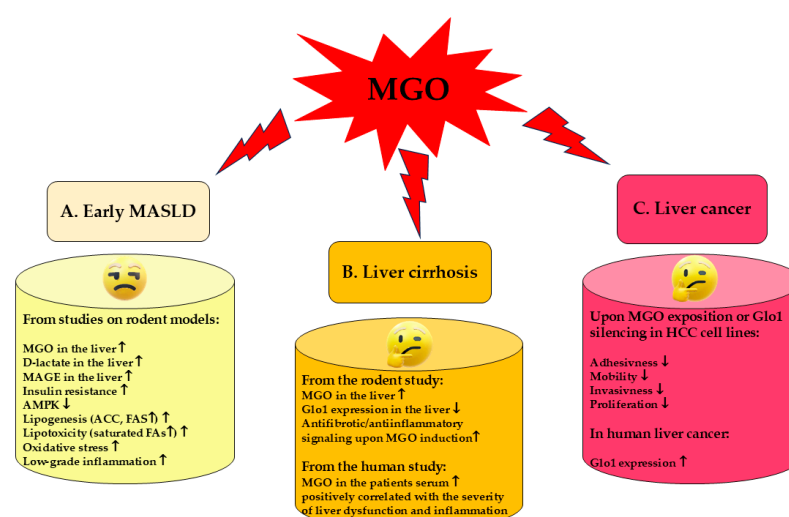 MGO
A. Early MASLD
From studies on rodent models:
MGO in the liver ↑
D-lactate in the liver ↑
MAGE in the liver ↑
Insulin resistance ↑
AMPK ↓
Lipogenesis (ACC, FAS↑) ↑
Lipotoxicity (saturated FAs↑) ↑
Oxidative stress ↑
Low-grade inflammation ↑
B. Liver cirrhosis
From the rodent study:
MGO in the liver ↑
Glo1 expression in the liver ↓
Antifibrotic/antiinflammatory
signaling upon MGO induction↑
From the human study:
MGO in the patients serum ↑
positively correlated with the severity
of liver dysfunction and inflammation
C. Liver cancer
Upon MGO exposition or Glo1
silencing in HCC cell lines:
Adhesivness ↓
Mobility ↓
Invasivness ↓
Proliferation ↓
In human liver cancer:
Glo1 expression ↑